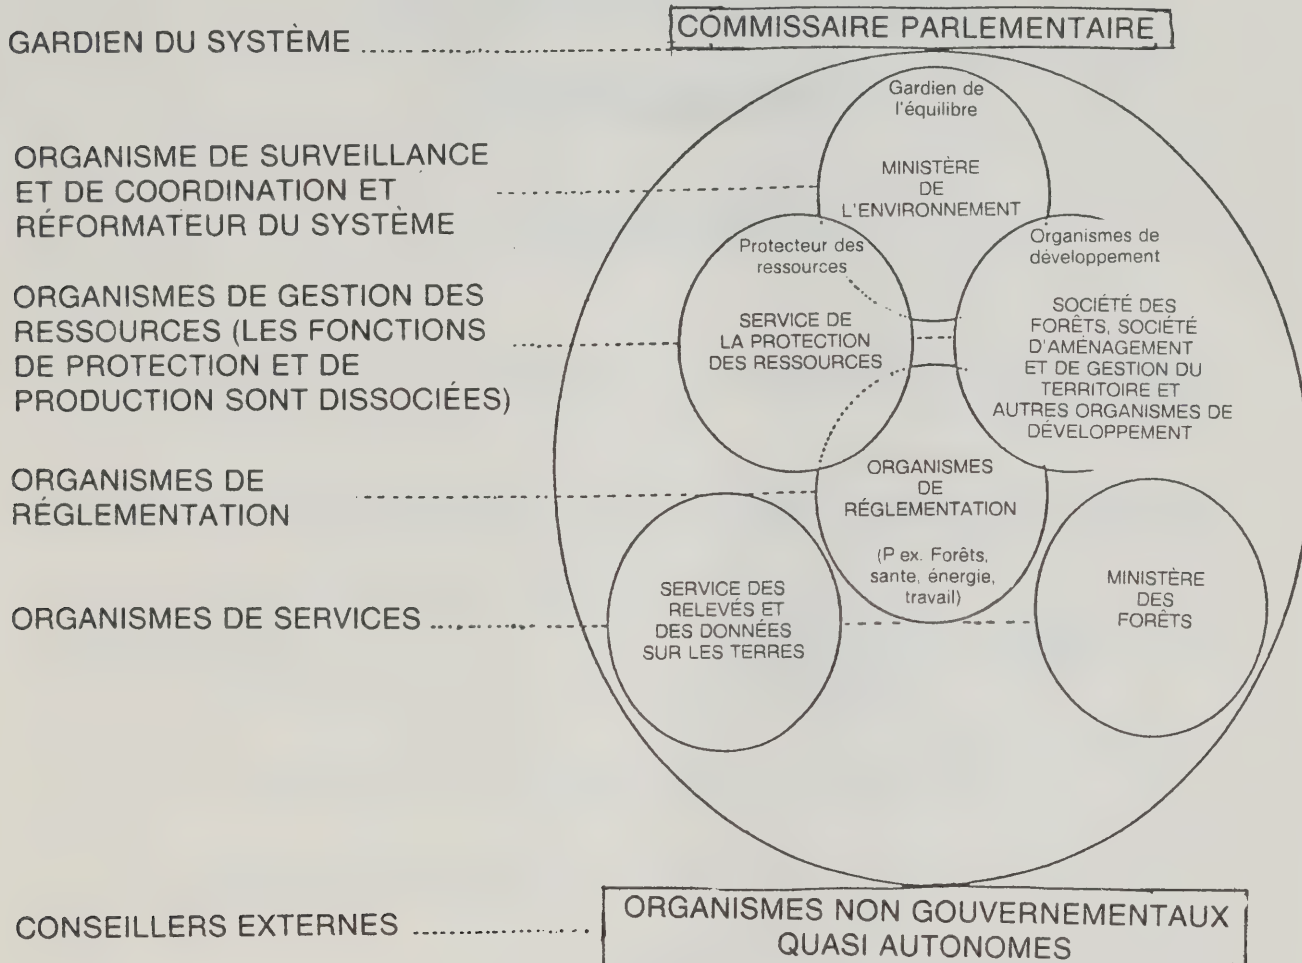 GARDIEN DU SYSTÈME
COMMISSAIRE PARLEMENTAIRE
ORGANISME DE SURVEILLANCE
ET DE COORDINATION ET
RÉFORMATEUR DU SYSTÈME
Gardien de
l'équilibre
MINISTÈRE
DE
L'ENVIRONNEMENT
ORGANISMES DE GESTION DES
RESSOURCES (LES FONCTIONS
DE PROTECTION ET DE
PRODUCTION SONT DISSOCIÉES)
Protecteur des
ressources
SERVICE DE
LA PROTECTION
DES RESSOURCES
Organismes de
développement
SOCIÉTÉ DES
FORÊTS, SOCIÉTÉ
D'AMÉNAGEMENT
ET DE GESTION DU
TERRITOIRE ET
AUTRES ORGANISMES DE
DÉVELOPPEMENT
ORGANISMES DE
RÉGLEMENTATION
ORGANISMES
DE
RÉGLEMENTATION
(P ex. Forêts,
sante, énergie,
travail)
ORGANISMES DE SERVICES
SERVICE DES
RELEVÉS ET
DES DONNÉES
SUR LES TERRES
MINISTÈRE
DES
FORÊTS
CONSEILLERS EXTERNES
ORGANISMES NON GOUVERNEMENTAUX
QUASI AUTONOMES